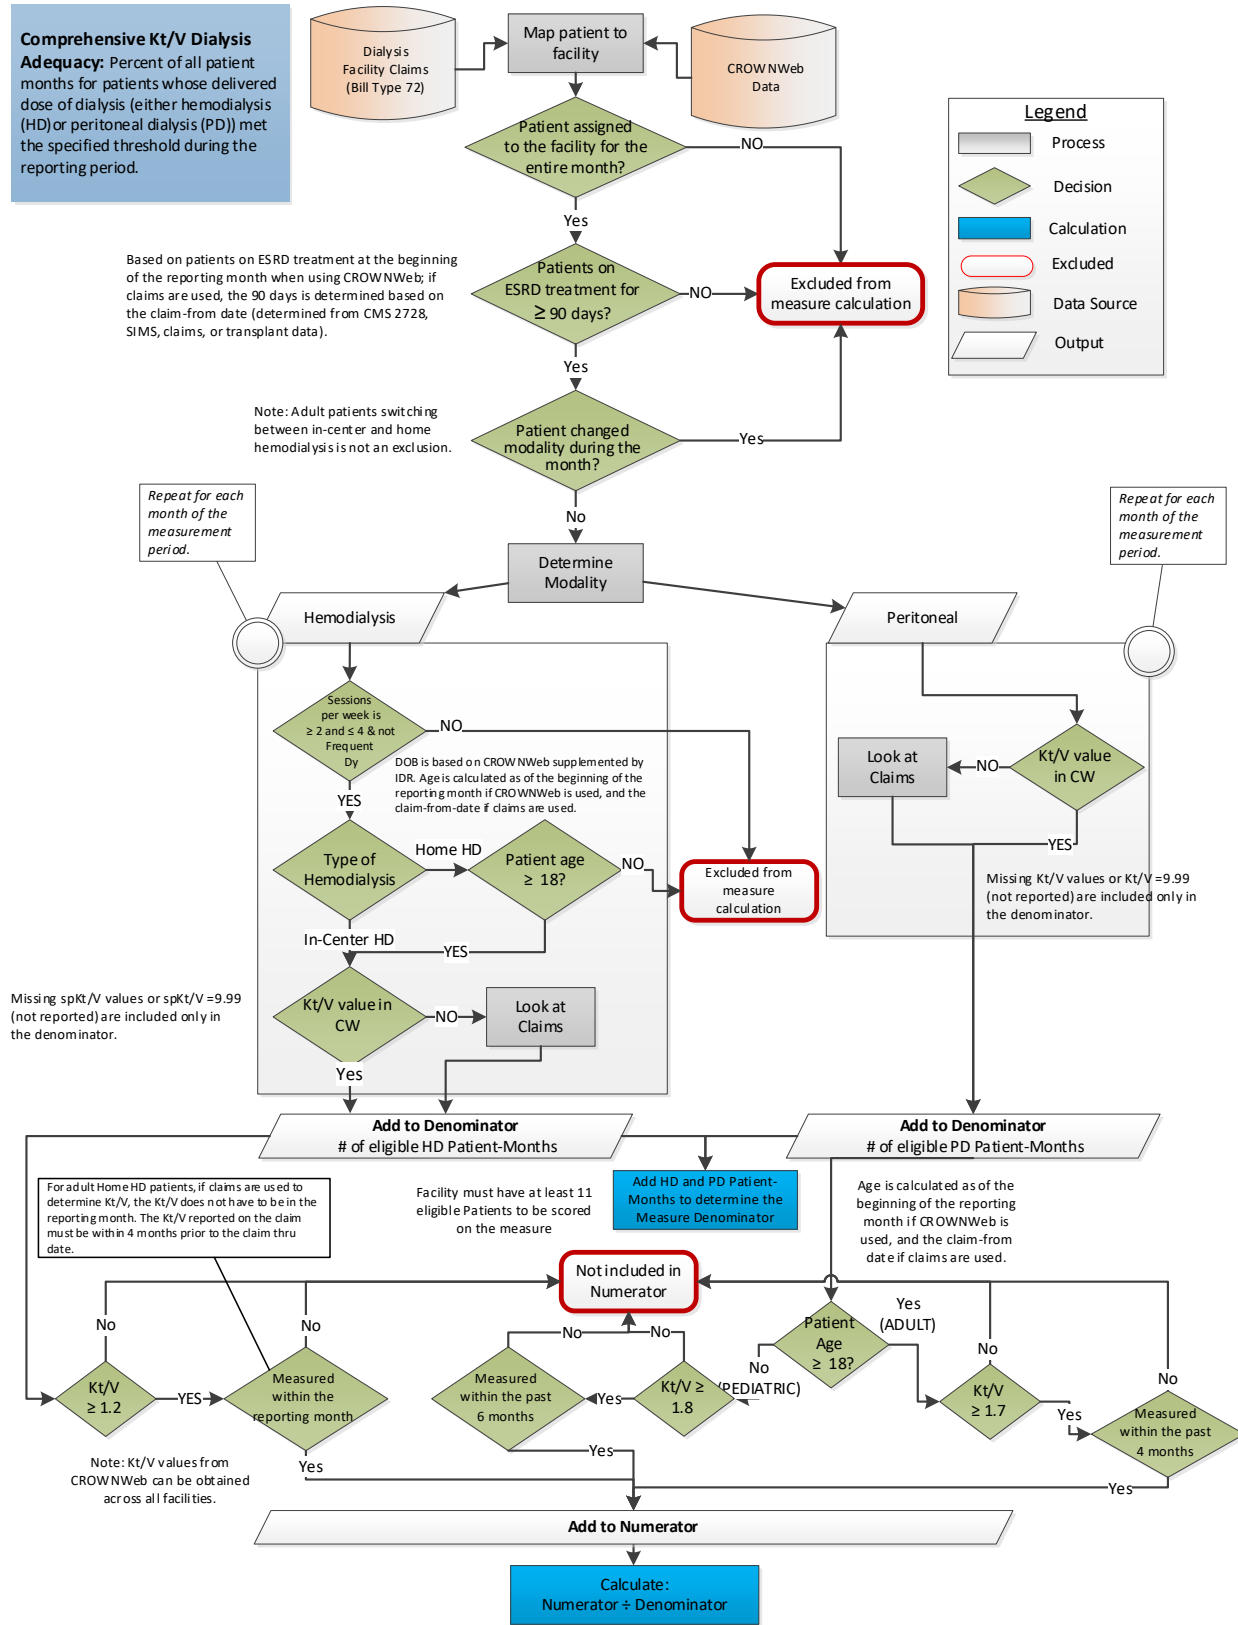 Comprehensive Kt/V Dialysis
Adequacy: Percent of all patient
months for patients whose delivered
dose of dialysis (either hemodialysis
(HD)or peritoneal dialysis (PD)) met
the specified threshold during the
reporting period.
Dialysis
Facility Claims
(Bill Type 72)
Map patient to
facility
CROWNWeb
Data
Legend
Process
Decision
Calculation
Excluded
Data Source
Output
Patient assigned
to the facility for the
entire month?
NO
Yes
Based on patients on ESRD treatment at the beginning
of the reporting month when using CROWNWeb; if
claims are used, the 90 days is determined based on
the claim-from date (determined from CMS 2728,
SIMS, claims, or transplant data).
Patients on
ESRD treatment for
≥ 90 days?
NO
Excluded from
measure calculation
Yes
Note: Adult patients switching
between in-center and home
hemodialysis is not an exclusion.
Patient changed
modality during the
month?
Yes
No
Repeat for each
month of the
measurement
period.
Repeat for each
month of the
measurement
period.
Determine
Modality
Hemodialysis
Peritoneal
Sessions
per week is
≥ 2 and ≤ 4 & not
Frequent
Dy
NO
DOB is based on CROWNWeb supplemented by
IDR. Age is calculated as of the beginning of the
reporting month if CROWNWeb is used, and the
claim-from-date if claims are used.
YES
Look at
Claims
NO
Kt/V value
in CW
YES
Type of
Hemodialysis
Home HD
Patient age
≥ 18?
NO
Excluded from
measure
calculation
Missing Kt/V values or Kt/V =9.99
(not reported) are included only in
the denominator.
In-Center HD
YES
Missing spKt/V values or spKt/V =9.99
(not reported) are included only in
the denominator.
Kt/V value in
CW
NO
Look at
Claims
Yes
Add to Denominator
# of eligible HD Patient-Months
Add to Denominator
# of eligible PD Patient-Months
For adult Home HD patients, if claims are used to
determine Kt/V, the Kt/V does not have to be in the
reporting month. The Kt/V reported on the claim
must be within 4 months prior to the claim thru
date.
Facility must have at least 11
eligible Patients to be scored
on the measure
Add HD and PD Patient-
Months to determine the
Measure Denominator
Age is calculated as of the
beginning of the reporting
month if CROWNWeb is
used, and the claim-from
date if claims are used.
Not included in
Numerator
No
No
No
No
Patient
Age
≥ 18?
Yes
(ADULT)
No
(PEDIATRIC)
No
No
Kt/V
≥ 1.2
YES
Measured
within the
reporting month
Measured
within the past
6 months
Yes
Kt/V ≥
1.8
Kt/V
≥ 1.7
Yes
Measured
within the past
4 months
Note: Kt/V values from
CROWNWeb can be obtained
across all facilities.
Yes
Yes
Yes
Add to Numerator
Calculate:
Numerator ÷ Denominator